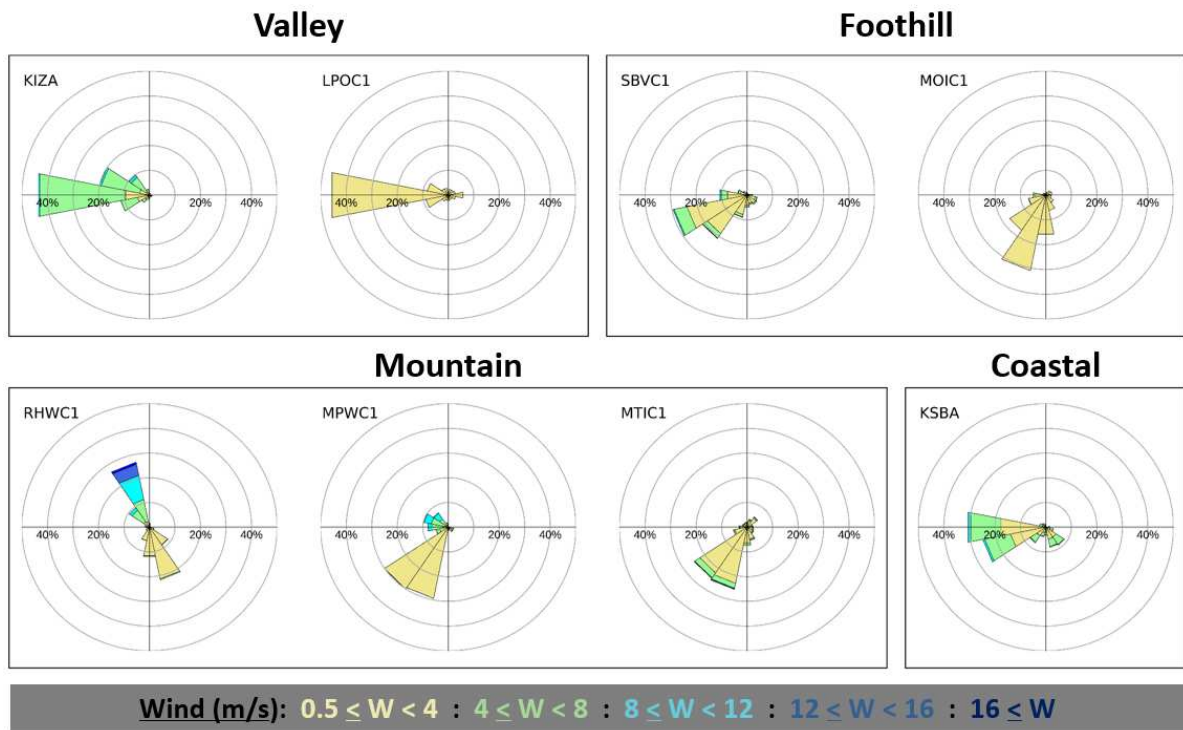 Valley
Foothill
KIZA
40% 20% 20% 40%
LPOC1
40% 20% 20% 40%
SBVC1
40% 20% 20% 40%
MOIC1
40% 20% 20% 40%
Mountain
Coastal
RHWC1
40% 20% 20% 40%
MPWC1
40% 20% 20% 40%
MTIC1
40% 20% 20% 40%
KSBA
40% 20% 20% 40%
Wind (m/s): 0.5 ≤ W < 4 : 4 ≤ W < 8 : 8 ≤ W < 12 : 12 ≤ W < 16 : 16 ≤ W